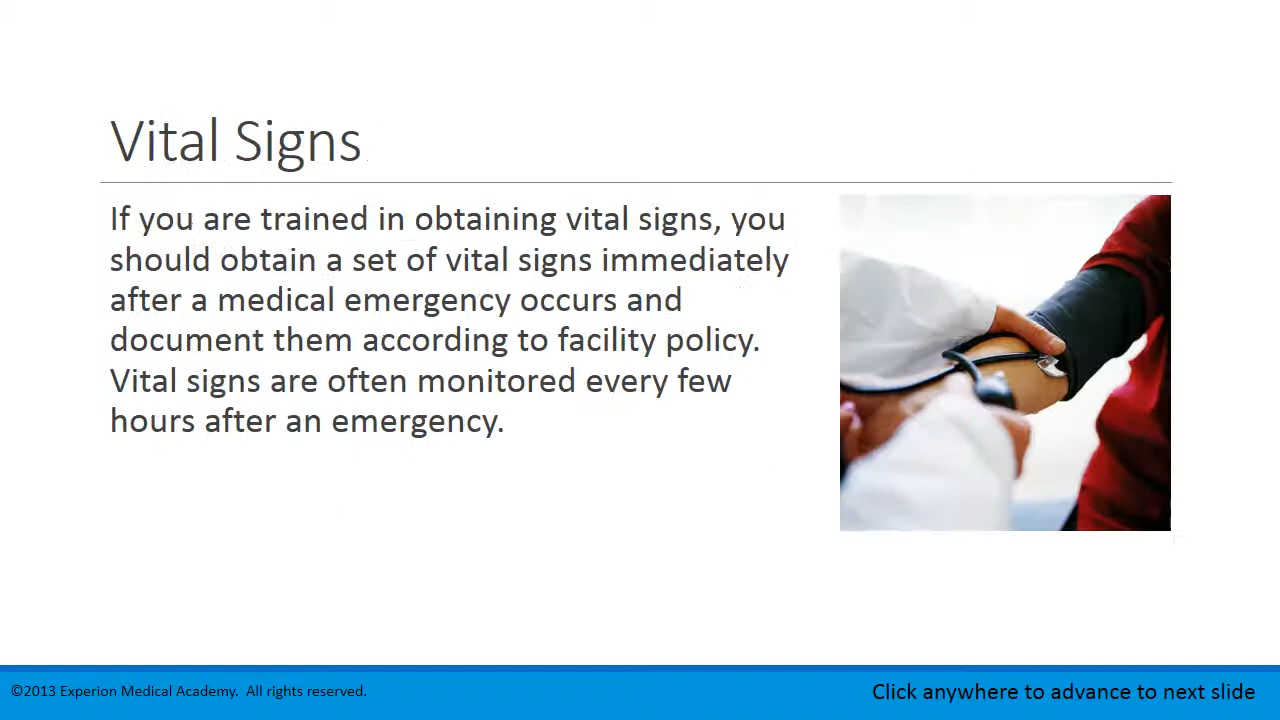 Vital Signs
If you are trained in obtaining vital signs, you
should obtain a set of vital signs immediately
after a medical emergency occurs and
document them according to facility policy.
Vital signs are often monitored every few
hours after an emergency.
©2013 Experion Medical Academy.  All rights reserved.
Click anywhere to advance to next slide